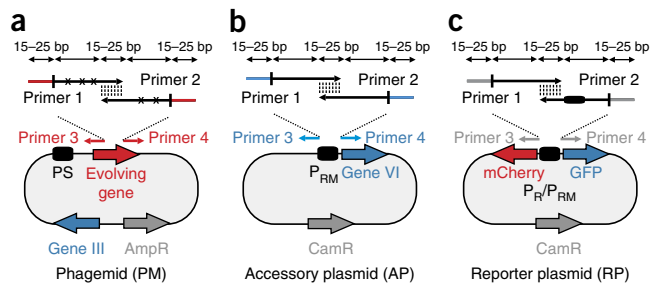 a
15–25 bp 15–25 bp 15–25 bp
Primer 1
Primer 2
Primer 3 Primer 4
PS
Evolving
gene
Gene III AmpR
Phagemid (PM)
b
15–25 bp 15–25 bp 15–25 bp
Primer 1
Primer 2
Primer 3 Primer 4
PRM Gene VI
CamR
Accessory plasmid (AP)
c
15–25 bp 15–25 bp 15–25 bp
Primer 1
Primer 2
Primer 3 Primer 4
mCherry GFP
PR/PRM
CamR
Reporter plasmid (RP)